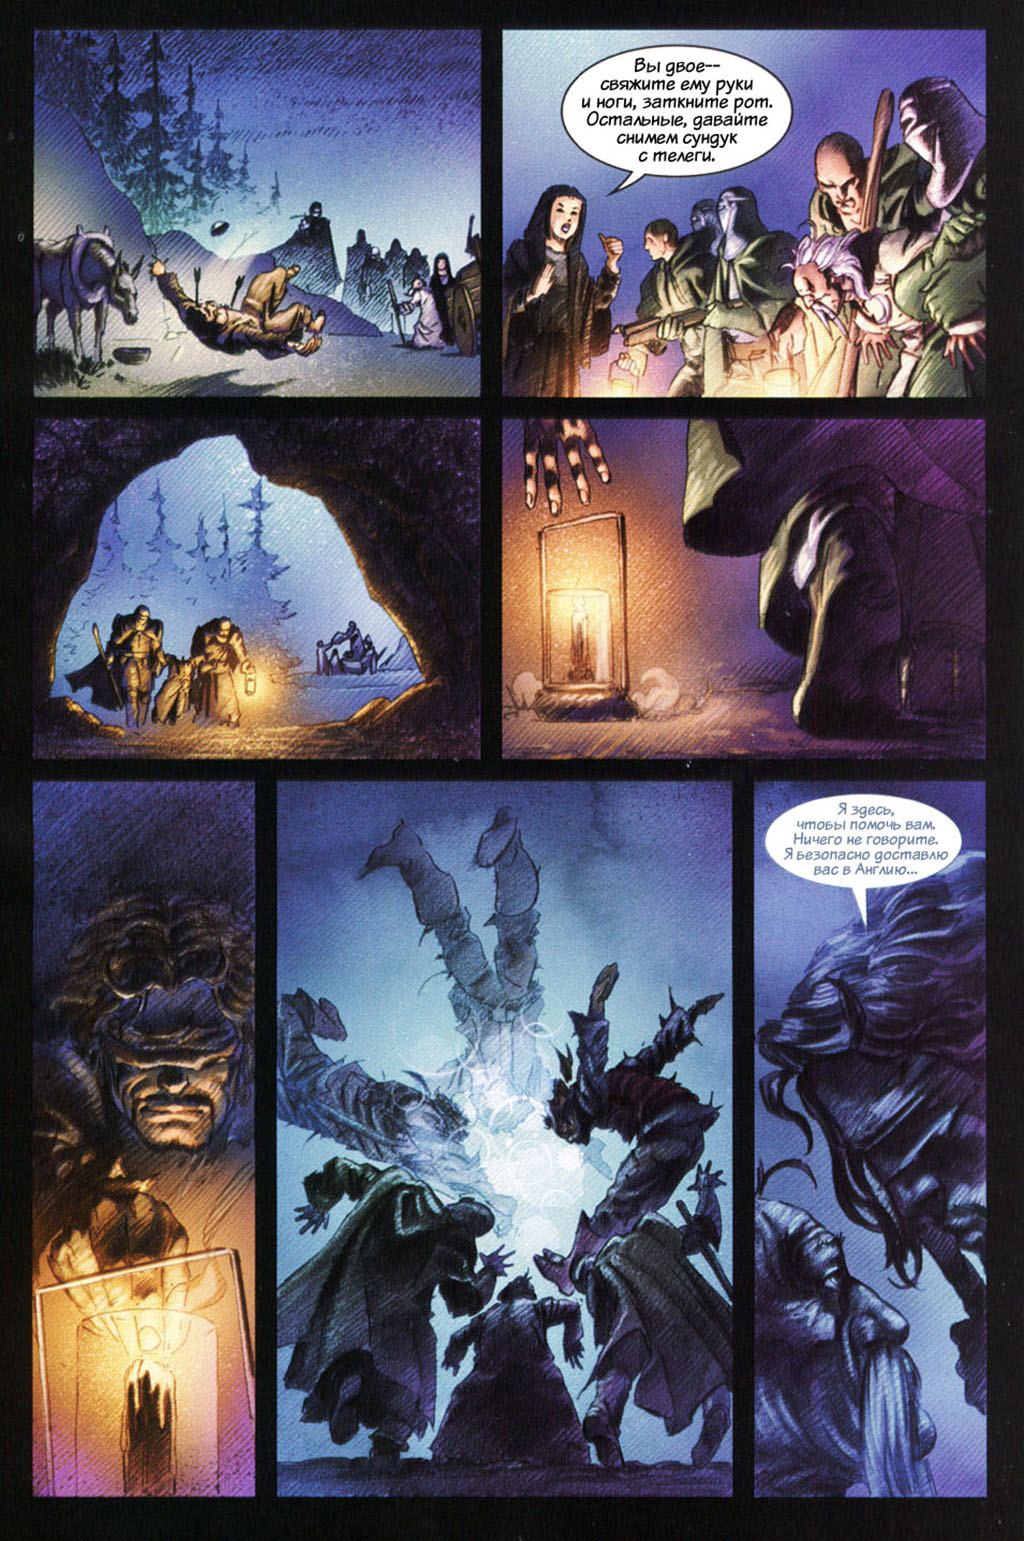 Вы двое--
свяжите ему руки
и ноги, заткните рот.
Остальные, давайте
снимем сундук
с телеги.
Я здесь,
чтобы помочь вам.
Ничего не говорите.
Я безопасно доставлю
вас в Англию...